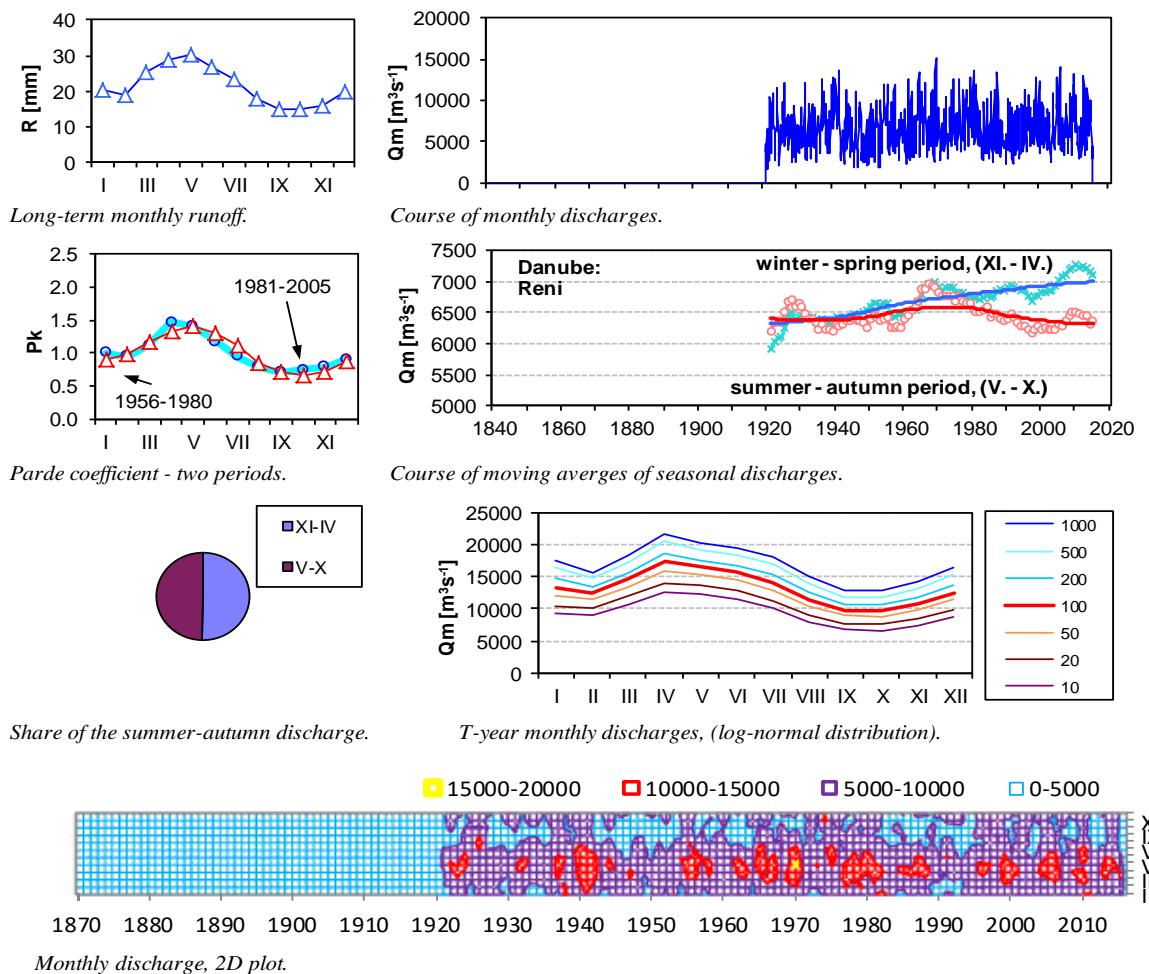 40
30
20
10
0
R [mm]
I III V VII IX XI
Long-term monthly runoff.
20000
15000
10000
5000
0
Qm [m³s⁻¹]
Course of monthly discharges.
2.5
2.0
1.5
1.0
0.5
0.0
Pk
1981-2005
1956-1980
I III V VII IX XI
Parde coefficient - two periods.
7500
7000
6500
6000
5500
5000
Qm [m³s⁻¹]
Danube:
Reni
winter - spring period, (XI. - IV.)
summer - autumn period, (V. - X.)
1840 1860 1880 1900 1920 1940 1960 1980 2000 2020
Course of moving averges of seasonal discharges.
XI-IV
V-X
Share of the summer-autumn discharge.
25000
20000
15000
10000
5000
0
Qm [m³s⁻¹]
I II III IV V VI VII VIII IX X XI XII
1000
500
200
100
50
20
10
T-year monthly discharges, (log-normal distribution).
15000-20000 10000-15000 5000-10000 0-5000
1870 1880 1890 1900 1910 1920 1930 1940 1950 1960 1970 1980 1990 2000 2010
Monthly discharge, 2D plot.